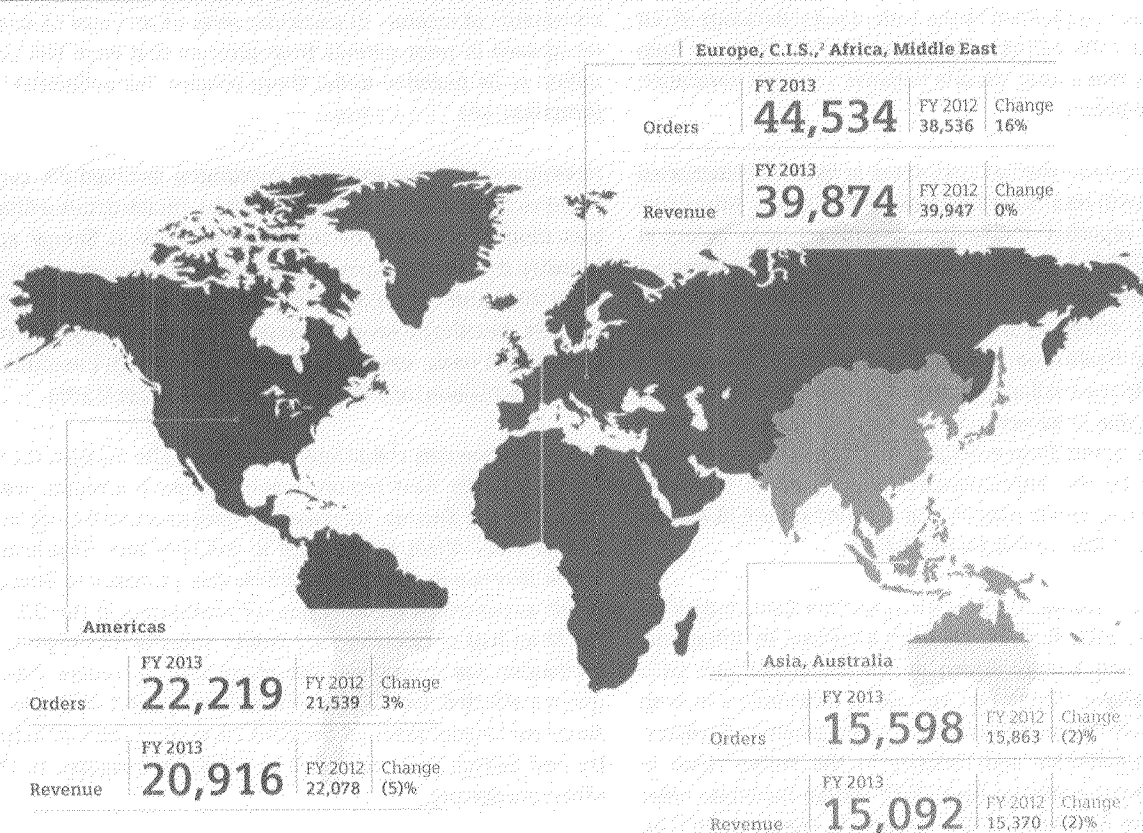 Europe, C.I.S.,² Africa, Middle East
FY 2013
Orders 44,534 FY 2012 38,536 Change 16%
FY 2013
Revenue 39,874 FY 2012 39,947 Change 0%
Americas
FY 2013
Orders 22,219 FY 2012 21,539 Change 3%
FY 2013
Revenue 20,916 FY 2012 22,078 Change (5)%
Asia, Australia
FY 2013
Orders 15,598 FY 2012 15,863 Change (2)%
FY 2013
Revenue 15,092 FY 2012 15,370 Change (2)%